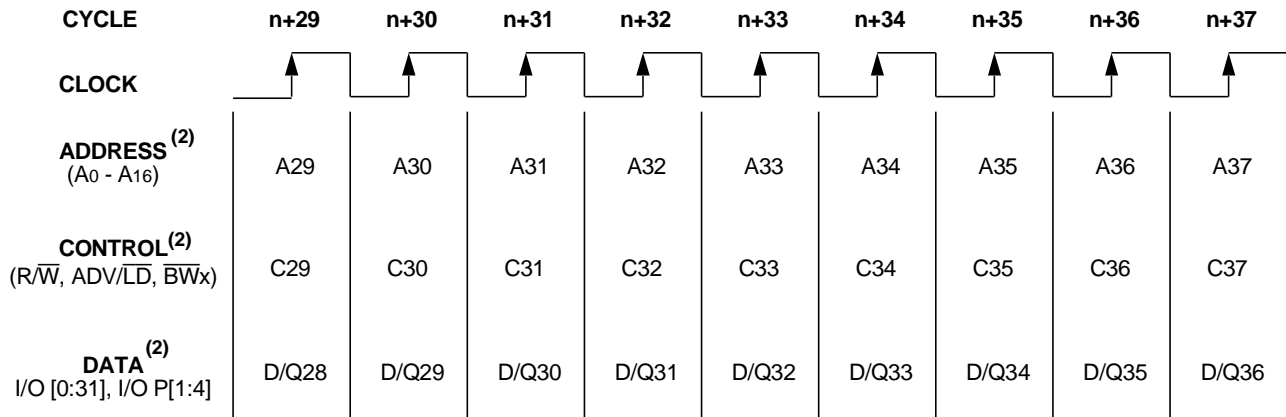 CYCLE n+29 n+30 n+31 n+32 n+33 n+34 n+35 n+36 n+37
CLOCK
ADDRESS(2) A29 A30 A31 A32 A33 A34 A35 A36 A37
(A0 - A16)
CONTROL(2)
(R/W̅, ADV/L̅D̅, B̅W̅x) C29 C30 C31 C32 C33 C34 C35 C36 C37
DATA(2) D/Q28 D/Q29 D/Q30 D/Q31 D/Q32 D/Q33 D/Q34 D/Q35 D/Q36
I/O [0:31], I/O P[1:4]